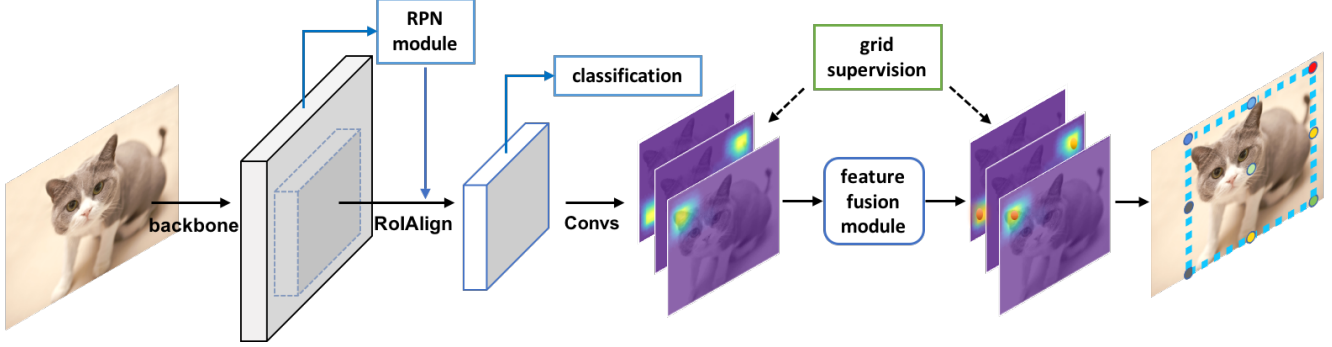 RPN
module
classification
grid
supervision
backbone
RoIAlign
Convs
feature
fusion
module